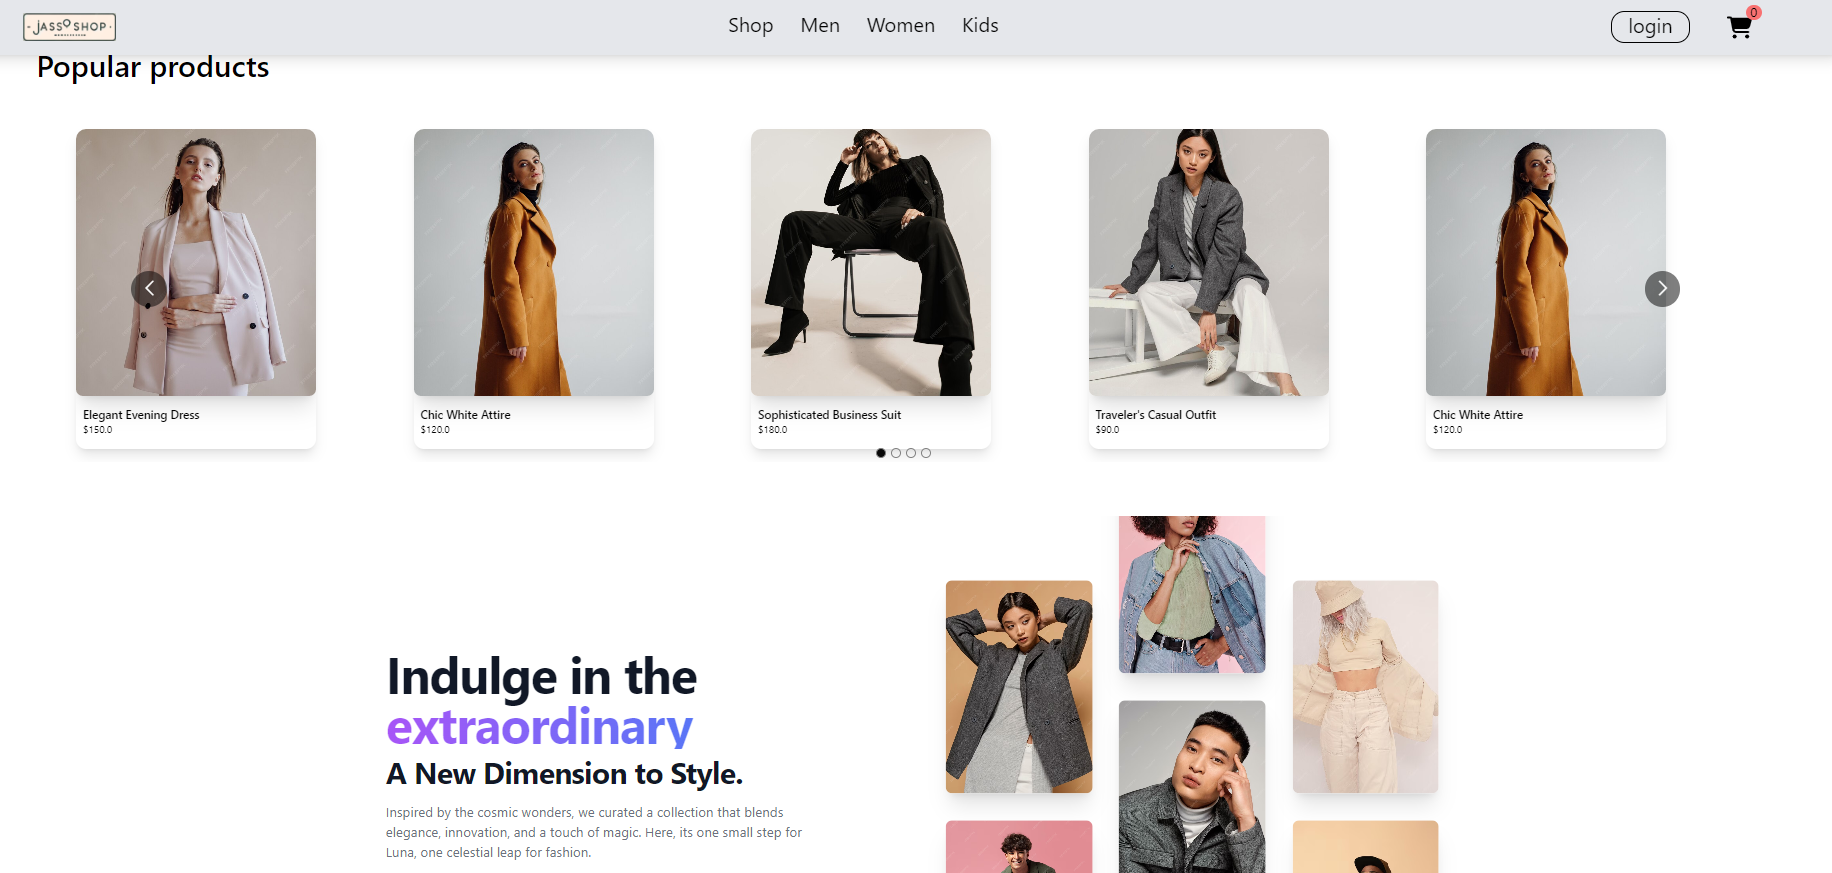 JASSO SHOP
Shop Men Women Kids
login
0
Popular products
Elegant Evening Dress
$150.0
Chic White Attire
$120.0
Sophisticated Business Suit
$180.0
Traveler's Casual Outfit
$90.0
Chic White Attire
$120.0
Indulge in the
extraordinary
A New Dimension to Style.
Inspired by the cosmic wonders, we curated a collection that blends
elegance, innovation, and a touch of magic. Here, its one small step for
Luna, one celestial leap for fashion.